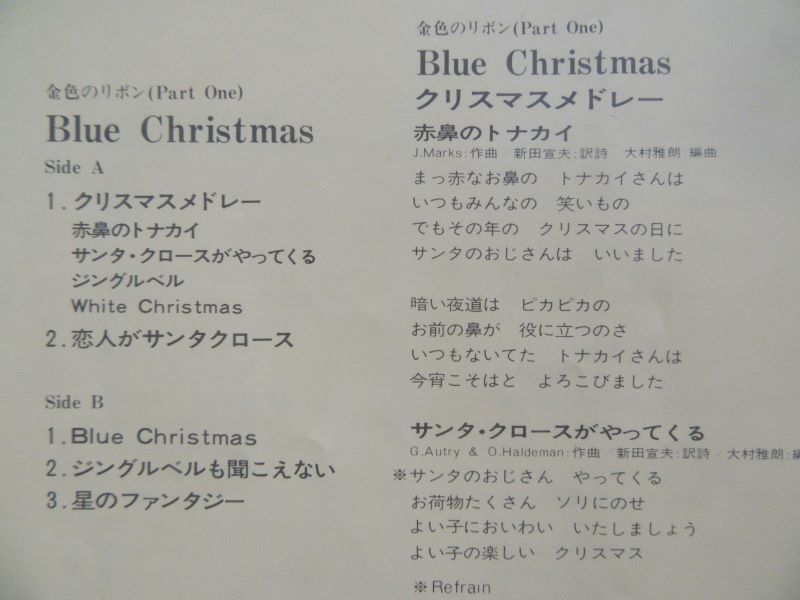 金色のリボン(Part One)
Blue Christmas
Side A
1.クリスマスメドレー
赤鼻のトナカイ
サンタ・クロースがやってくる
ジングルベル
White Christmas
2.恋人がサンタクロース
Side B
1.Blue Christmas
2.ジングルベルも聞こえない
3.星のファンタジー
金色のリボン(Part One)
Blue Christmas
クリスマスメドレー
赤鼻のトナカイ
J.Marks:作曲／新田宣夫:訳詩 大村雅朗:編曲
まっ赤なお鼻の トナカイさんは
いつもみんなの 笑いもの
でもその年の クリスマスの日に
サンタのおじさんは いいました
暗い夜道は ピカピカの
お前の鼻が 役に立つのさ
いつもないてた トナカイさんは
今宵こそはと よろこびました
サンタ・クロースがやってくる
G.Autry & O.Haldeman:作曲／新田宣夫:訳詩／大村雅朗:編
※サンタのおじさん やってくる
お荷物たくさん ソリにのせ
よい子においわい いたしましょう
よい子の楽しい クリスマス
※Refrain